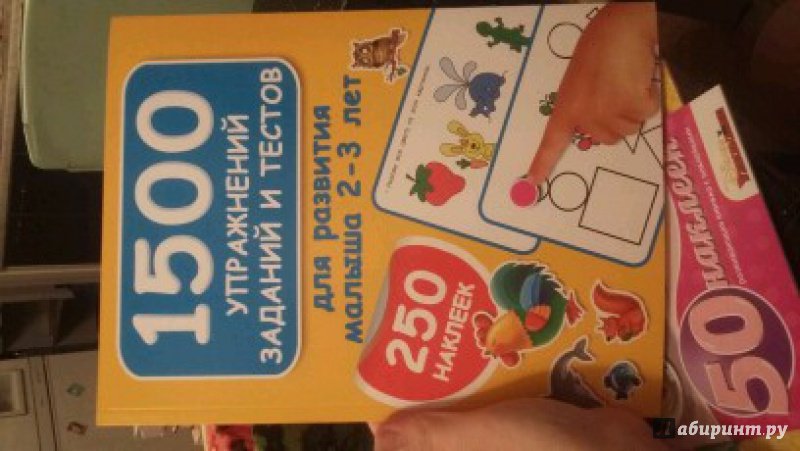 1500
УПРАЖНЕНИЙ
ЗАДАНИЙ И ТЕСТОВ
для развития
малыша 2-3 лет
250
НАКЛЕЕК
50
наклеек
Лабиринт.ру